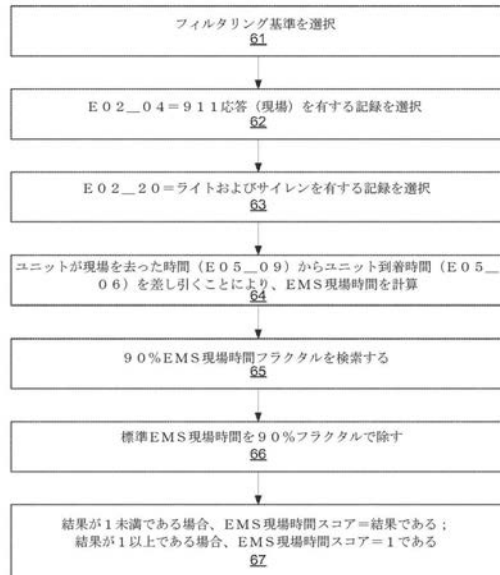 フィルタリング基準を選択
61
E02__04=911応答（現場）を有する記録を選択
62
E02__20=ライトおよびサイレンを有する記録を選択
63
ユニットが現場を去った時間（E05__09）からユニット到着時間（E05__
06）を差し引くことにより、EMS現場時間を計算
64
90%EMS現場時間フラクタルを検索する
65
標準EMS現場時間を90%フラクタルで除す
66
結果が1未満である場合、EMS現場時間スコア=結果である；
結果が1以上である場合、EMS現場時間スコア=1である
67